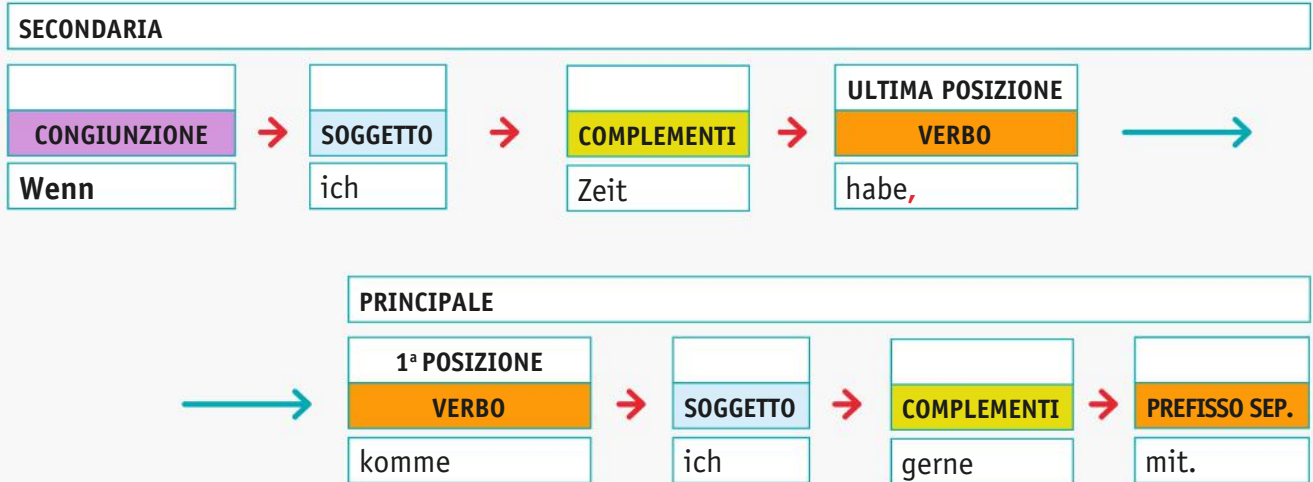 SECONDARIA
ULTIMA POSIZIONE
CONGIUNZIONE SOGGETTO COMPLEMENTI VERBO
Wenn ich Zeit habe,
PRINCIPALE
1ª POSIZIONE
VERBO SOGGETTO COMPLEMENTI PREFISSO SEP.
komme ich gerne mit.